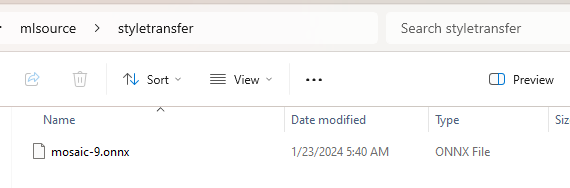 mlsource > styletransfer Search styletransfer
Sort View ... Preview
Name Date modified Type Siz
mosaic-9.onnx 1/23/2024 5:40 AM ONNX File